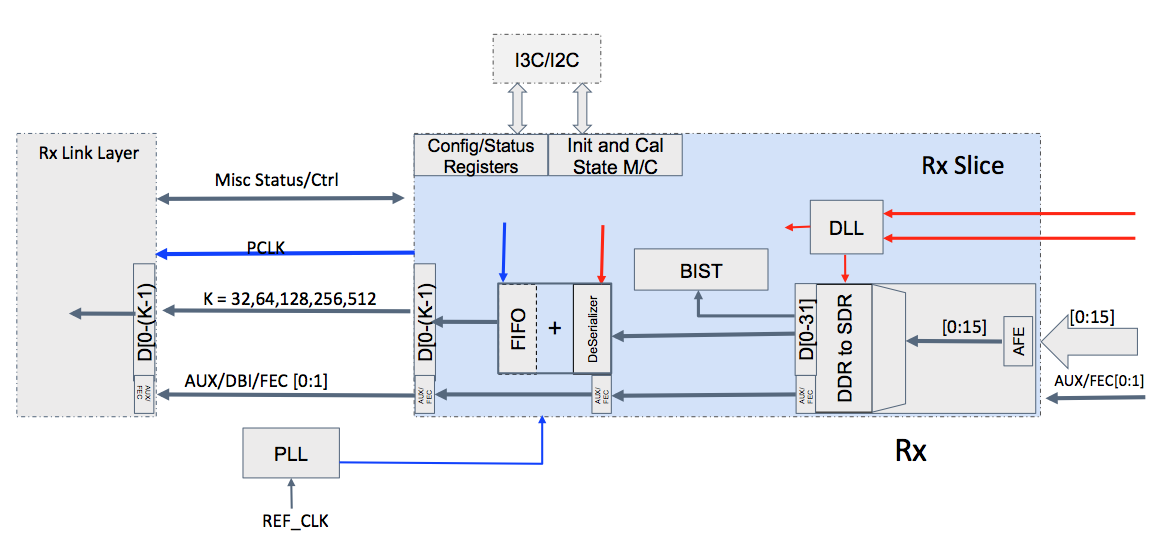 I3C/I2C
Config/Status
Registers
Init and Cal
State M/C
Rx Link Layer
Rx Slice
Misc Status/Ctrl
DLL
PCLK
BIST
D[0-(K-1)
K = 32,64,128,256,512
D[0-(K-1)
FIFO
+
DeSerializer
D[0-31]
DDR to SDR
[0:15]
AFE
[0:15]
AUX/
FEC
AUX/DBI/FEC [0:1]
AUX/
FEC
AUX/
FEC
AUX/
FEC
AUX/FEC[0:1]
Rx
PLL
REF_CLK